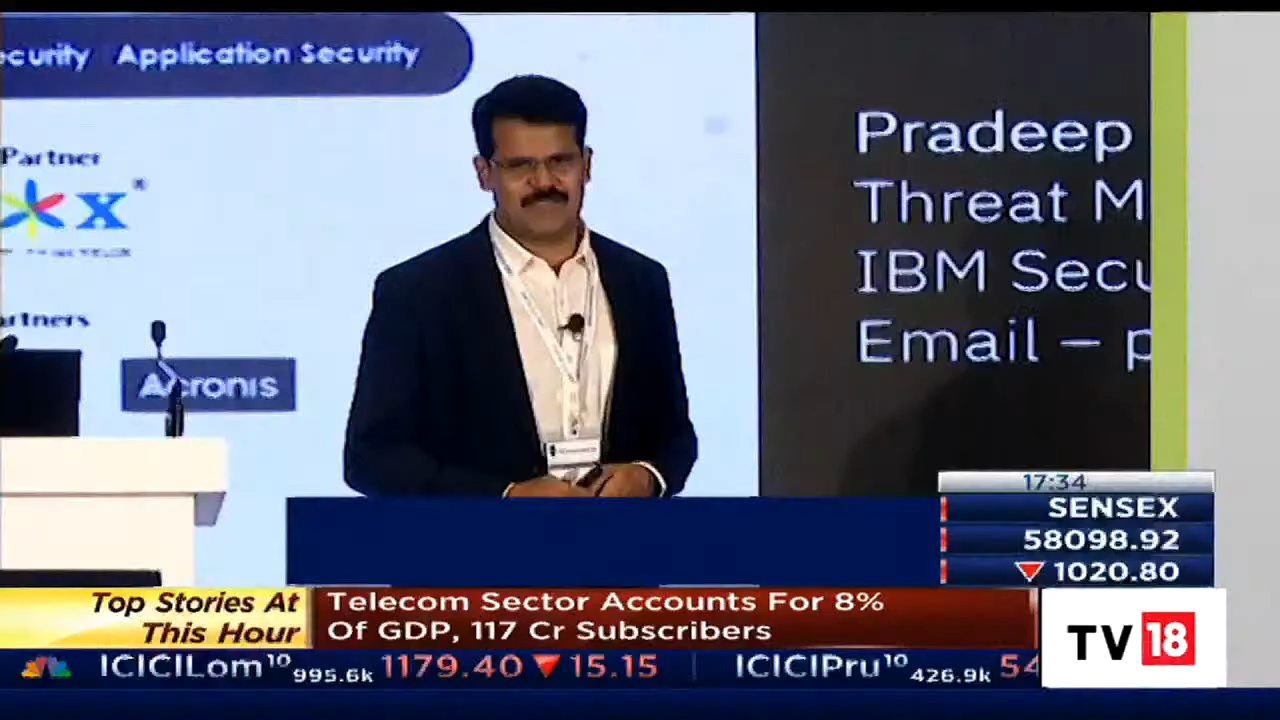 ecurity Application Security
Partner
x®
artners
Acronis
Pradeep
Threat M
IBM Secu
Email – p
17:34
SENSEX
58098.92
▼ 1020.80
Top Stories At
This Hour
Telecom Sector Accounts For 8%
Of GDP, 117 Cr Subscribers
ICICILom¹⁰ 995.6k 1179.40 ▼ 15.15 ICICIPru¹⁰ 426.9k 54
TV18